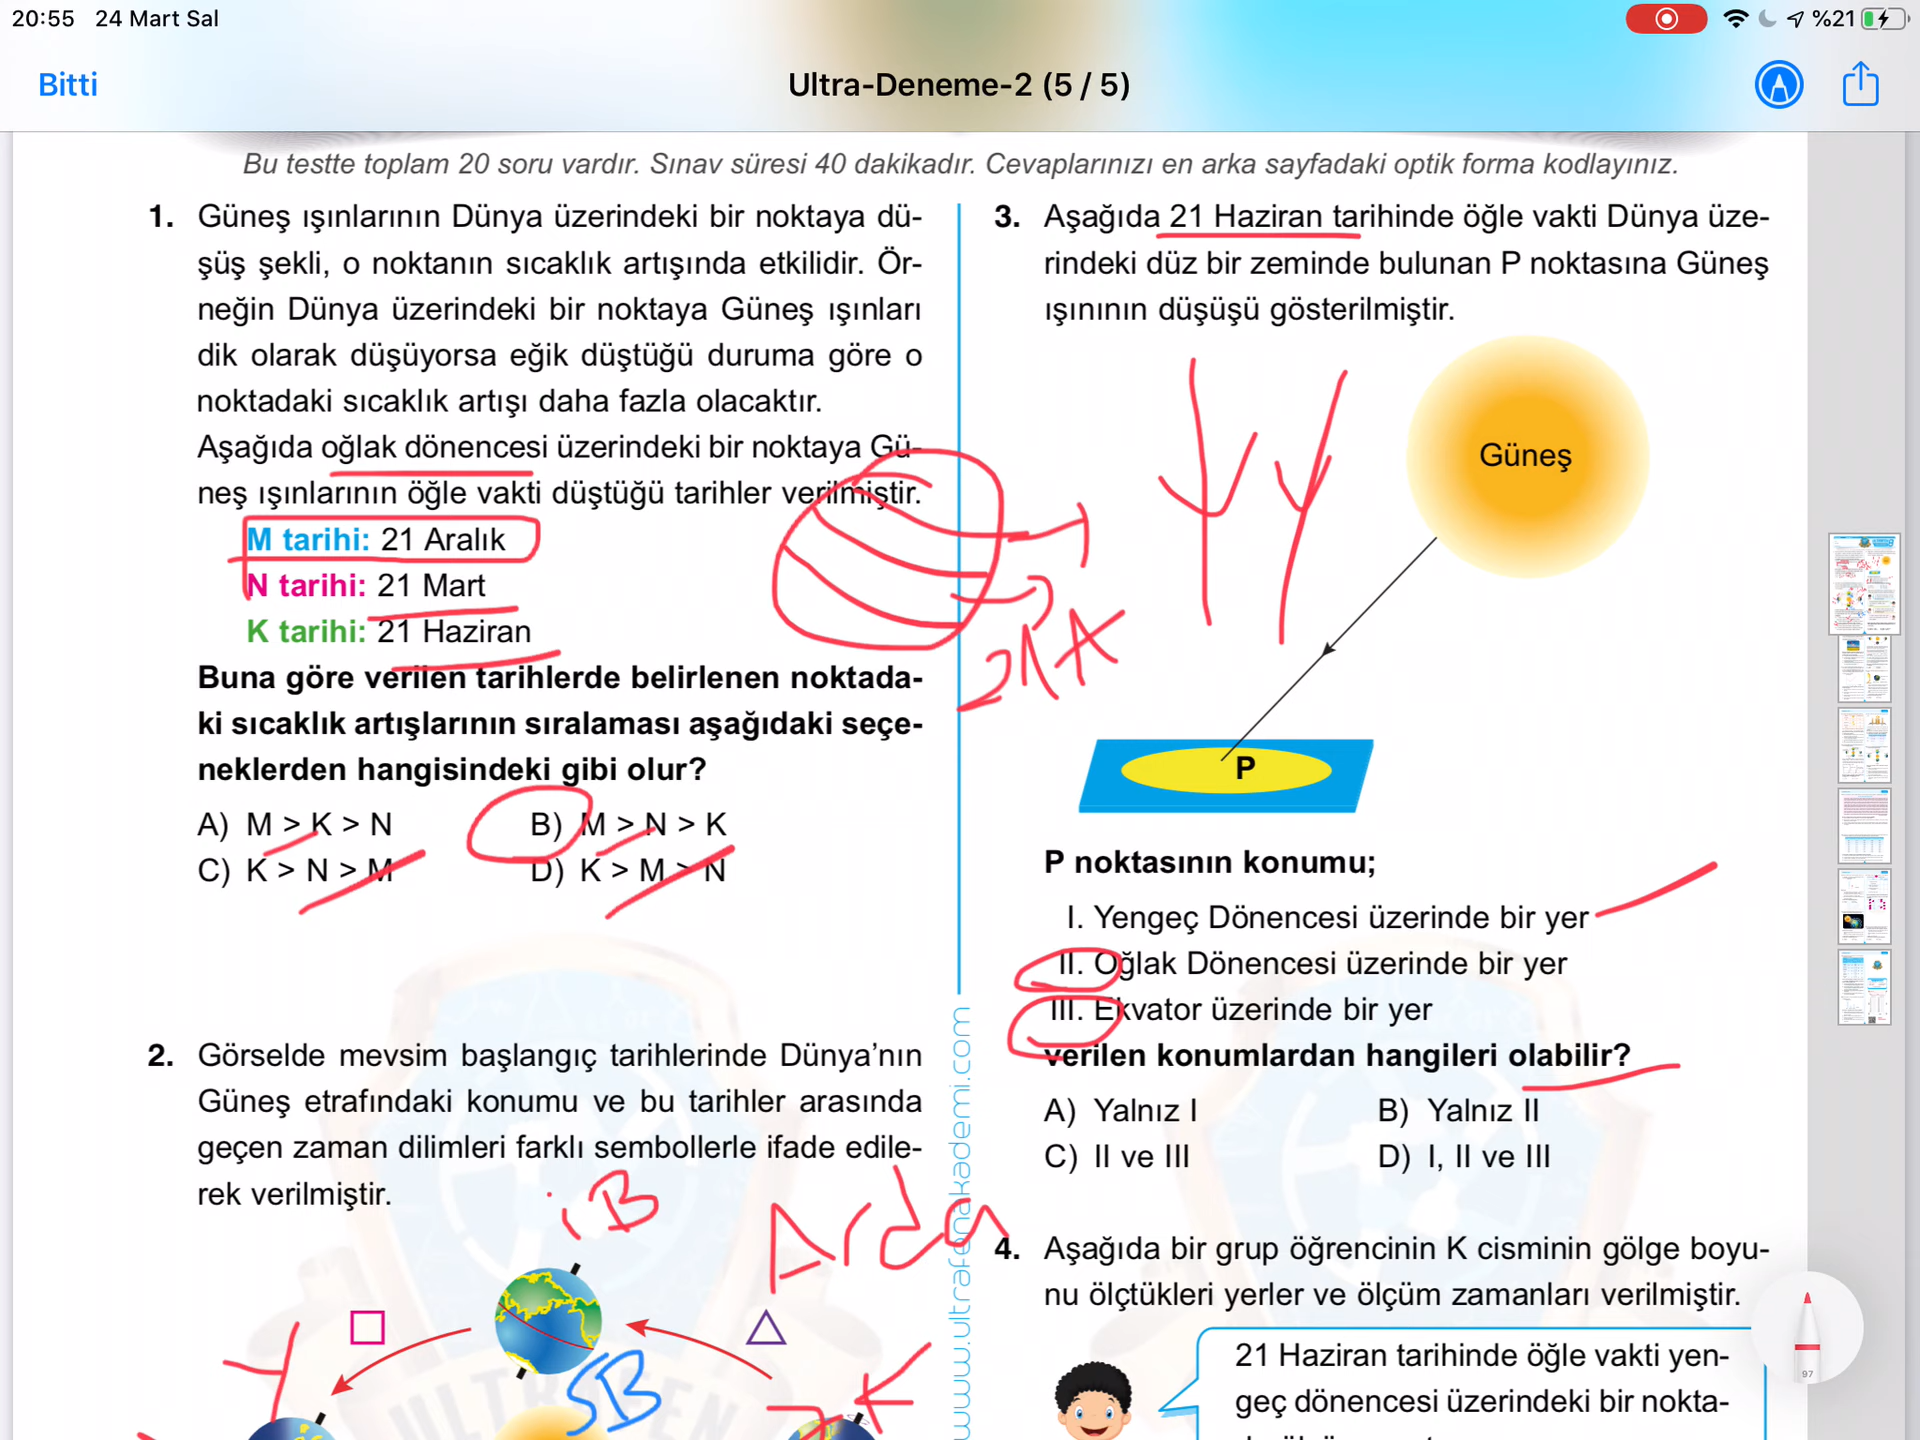 20:55 24 Mart Sal
%21
Bitti
Ultra-Deneme-2 (5 / 5)
Bu testte toplam 20 soru vardır. Sınav süresi 40 dakikadır. Cevaplarınızı en arka sayfadaki optik forma kodlayınız.
1. Güneş ışınlarının Dünya üzerindeki bir noktaya dü-
şüş şekli, o noktanın sıcaklık artışında etkilidir. Ör-
neğin Dünya üzerindeki bir noktaya Güneş ışınları
dik olarak düşüyorsa eğik düştüğü duruma göre o
noktadaki sıcaklık artışı daha fazla olacaktır.
Aşağıda oğlak dönencesi üzerindeki bir noktaya Gü-
neş ışınlarının öğle vakti düştüğü tarihler verilmiştir.
M tarihi: 21 Aralık
N tarihi: 21 Mart
K tarihi: 21 Haziran
21 A
Buna göre verilen tarihlerde belirlenen noktada-
ki sıcaklık artışlarının sıralaması aşağıdaki seçe-
neklerden hangisindeki gibi olur?
A) M > K > N B) M > N > K
C) K > N > M D) K > M > N
2. Görselde mevsim başlangıç tarihlerinde Dünya'nın
Güneş etrafındaki konumu ve bu tarihler arasında
geçen zaman dilimleri farklı sembollerle ifade edile-
rek verilmiştir.
iB
Arda
SB
Y
K
ULTRAFEN
www.ultrafenakademi.com
3. Aşağıda 21 Haziran tarihinde öğle vakti Dünya üze-
rindeki düz bir zeminde bulunan P noktasına Güneş
ışınının düşüşü gösterilmiştir.
YY
Güneş
P
P noktasının konumu;
I. Yengeç Dönencesi üzerinde bir yer
II. Oğlak Dönencesi üzerinde bir yer
III. Ekvator üzerinde bir yer
verilen konumlardan hangileri olabilir?
A) Yalnız I B) Yalnız II
C) II ve III D) I, II ve III
4. Aşağıda bir grup öğrencinin K cisminin gölge boyu-
nu ölçtükleri yerler ve ölçüm zamanları verilmiştir.
21 Haziran tarihinde öğle vakti yen-
geç dönencesi üzerindeki bir nokta-
97